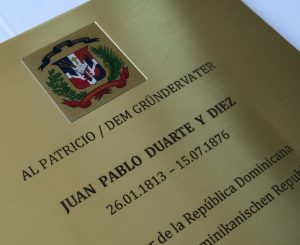 AL PATRICIO / DEM GRÜNDERVATER
JUAN PABLO DUARTE Y DIEZ
26.01.1813 – 15.07.1876
de la República Dominicana